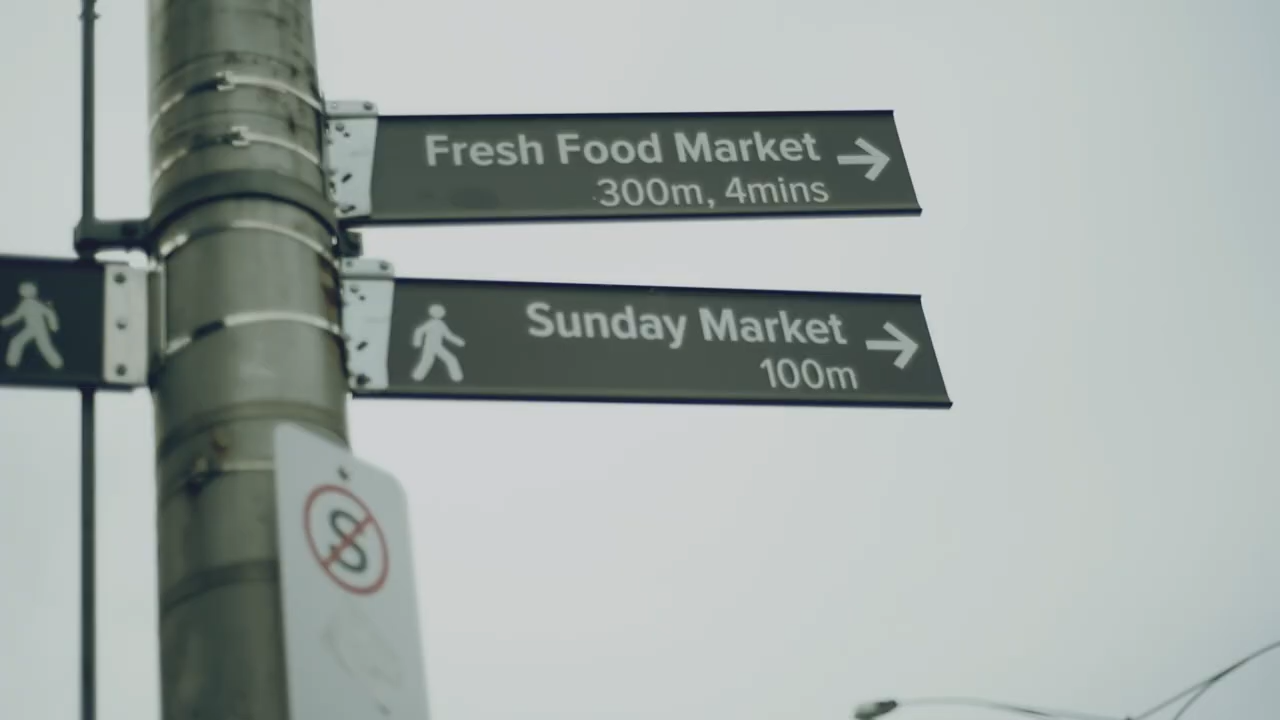 Fresh Food Market →
300m, 4mins
Sunday Market →
100m
S